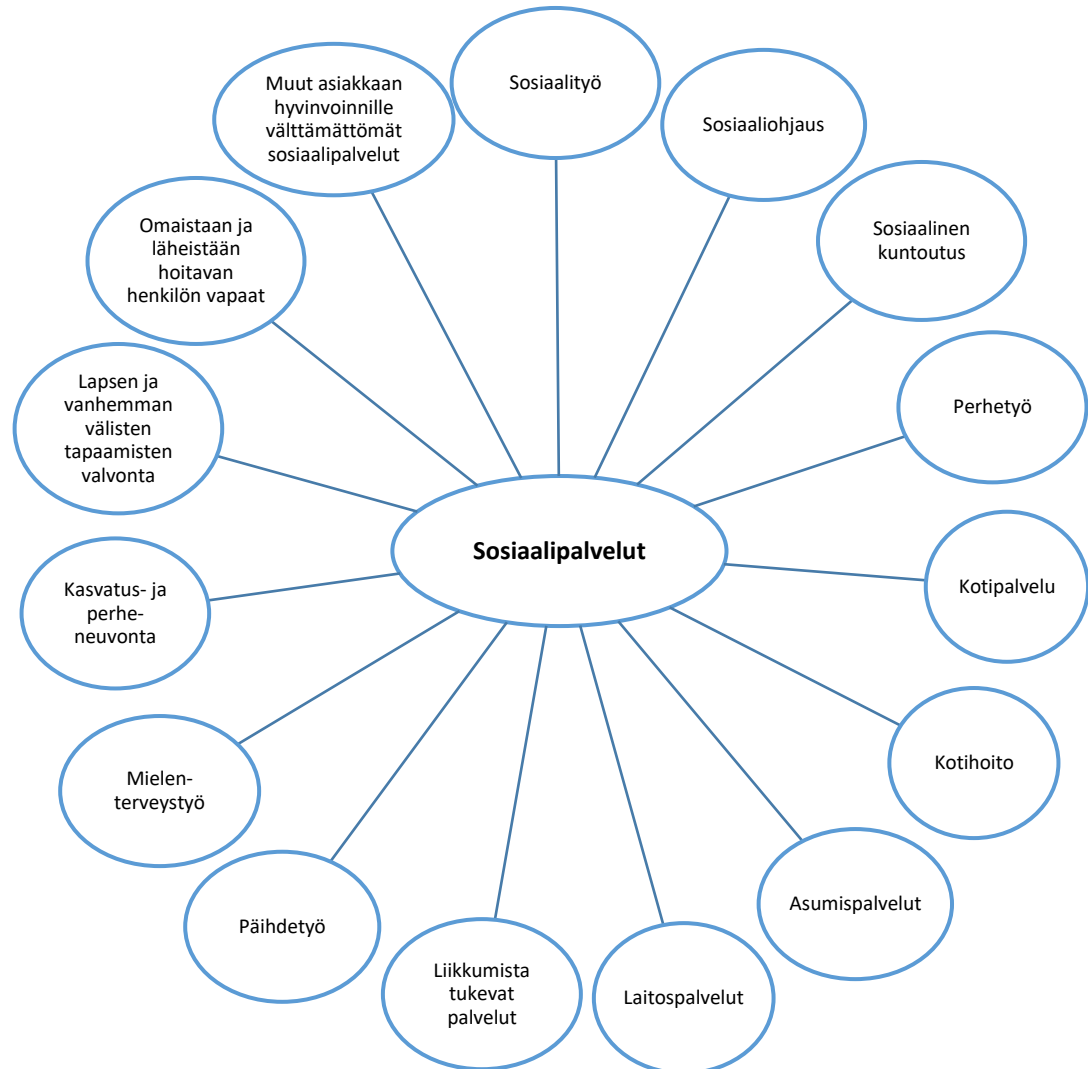 Sosiaalityö
Sosiaaliohjaus
Sosiaalinen
kuntoutus
Perhetyö
Kotipalvelu
Kotihoito
Asumispalvelut
Laitospalvelut
Liikkumista
tukevat
palvelut
Päihdetyö
Mielen-
terveystyö
Kasvatus- ja
perhe-
neuvonta
Lapsen ja
vanhemman
välisten
tapaamisten
valvonta
Omaistaan ja
läheistään
hoitavan
henkilön vapaat
Muut asiakkaan
hyvinvoinnille
välttämättömät
sosiaalipalvelut
Sosiaalipalvelut